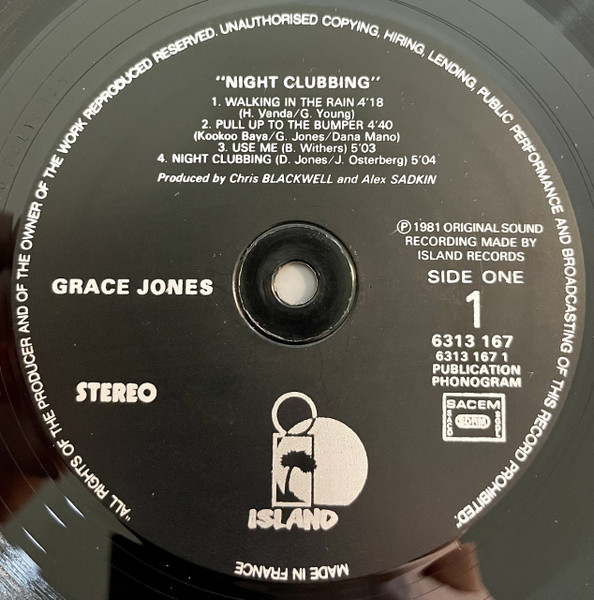 "NIGHT CLUBBING"
1. WALKING IN THE RAIN 4'18
(H. Vanda/G. Young)
2. PULL UP TO THE BUMPER 4'40
(Kookoo Baya/G. Jones/Dana Mano)
3. USE ME (B. Withers) 5'03
4. NIGHT CLUBBING (D. Jones/J. Osterberg) 5'04
Produced by Chris BLACKWELL and Alex SADKIN
Ⓟ 1981 ORIGINAL SOUND
RECORDING MADE BY
ISLAND RECORDS
GRACE JONES
SIDE ONE
1
6313 167
6313 167 1
PUBLICATION
PHONOGRAM
STEREO
SACEM
SACD
SDRM
SGDL
ISLAND
"ALL RIGHTS OF THE PRODUCER AND OF THE OWNER OF THE WORK REPRODUCED RESERVED. UNAUTHORISED COPYING, HIRING, LENDING, PUBLIC PERFORMANCE AND BROADCASTING OF THIS RECORD PROHIBITED"
MADE IN FRANCE